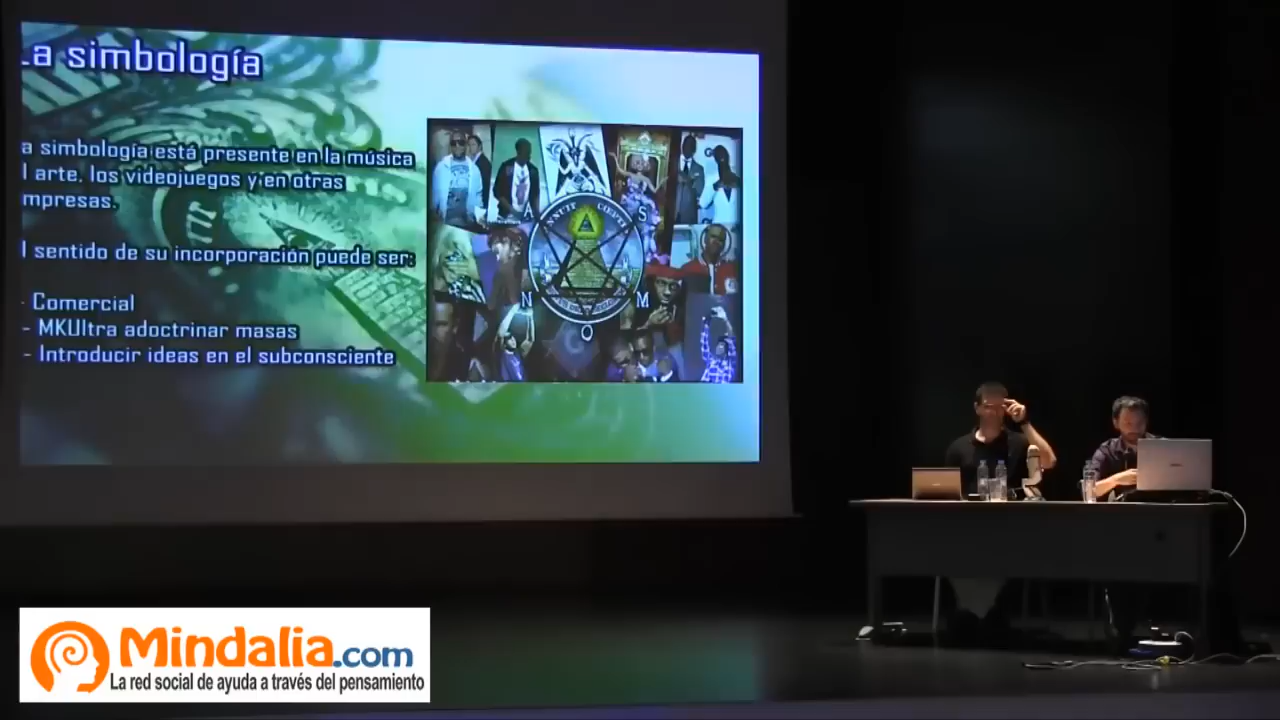 La simbología
a simbología está presente en la música
l arte, los videojuegos y en otras
mpresas.
l sentido de su incorporación puede ser:
- Comercial
- MKUltra adoctrinar masas
- Introducir ideas en el subconsciente
ANNUIT COEPTIS
A S
N M
O
Mindalia.com
La red social de ayuda a través del pensamiento